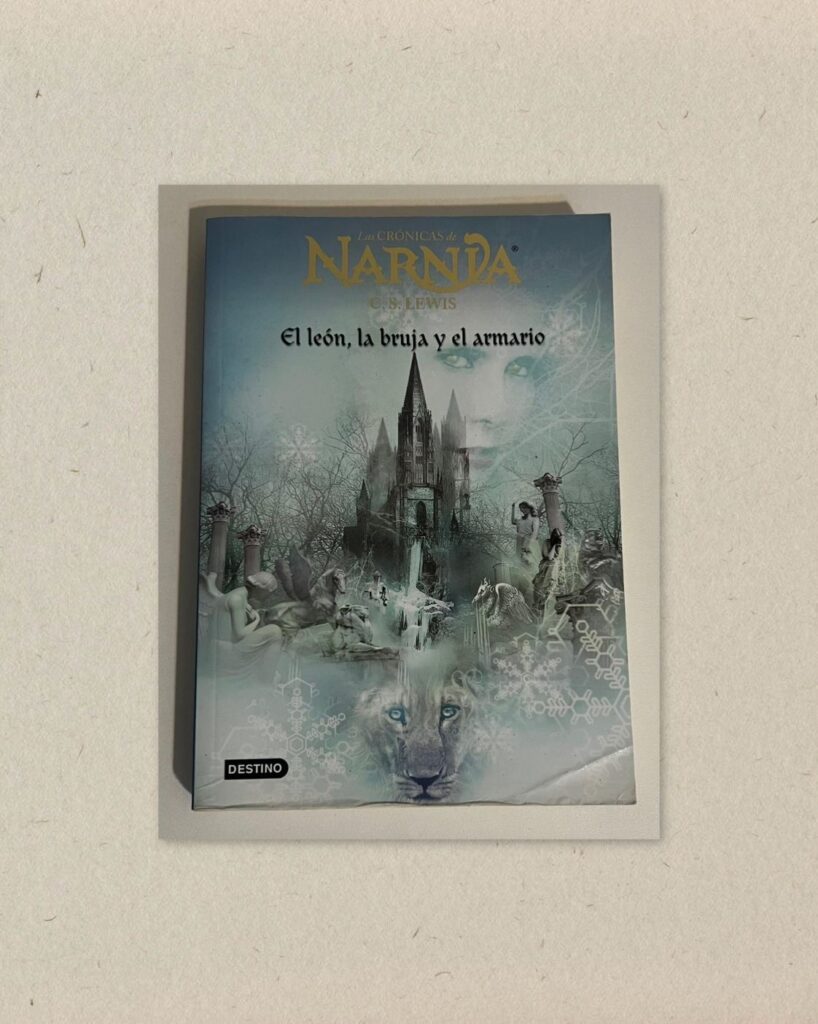 Las CRÓNICAS de
NARNIA®
C. S. LEWIS
El león, la bruja y el armario
DESTINO